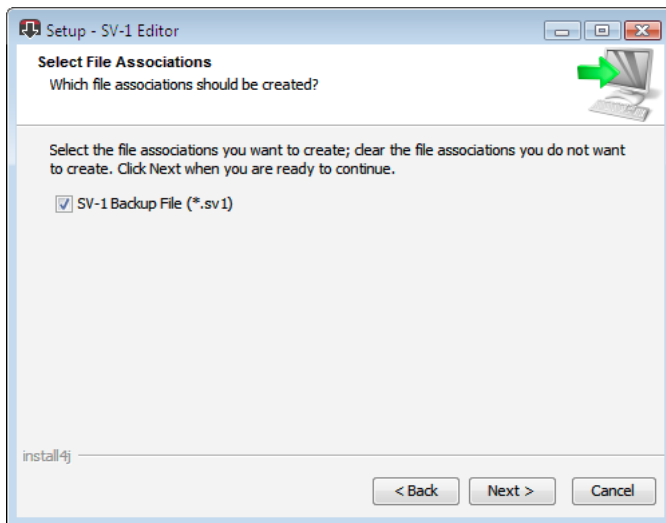 Setup - SV-1 Editor
Select File Associations
Which file associations should be created?
Select the file associations you want to create; clear the file associations you do not want
to create. Click Next when you are ready to continue.
SV-1 Backup File (*.sv1)
install4j
< Back
Next >
Cancel